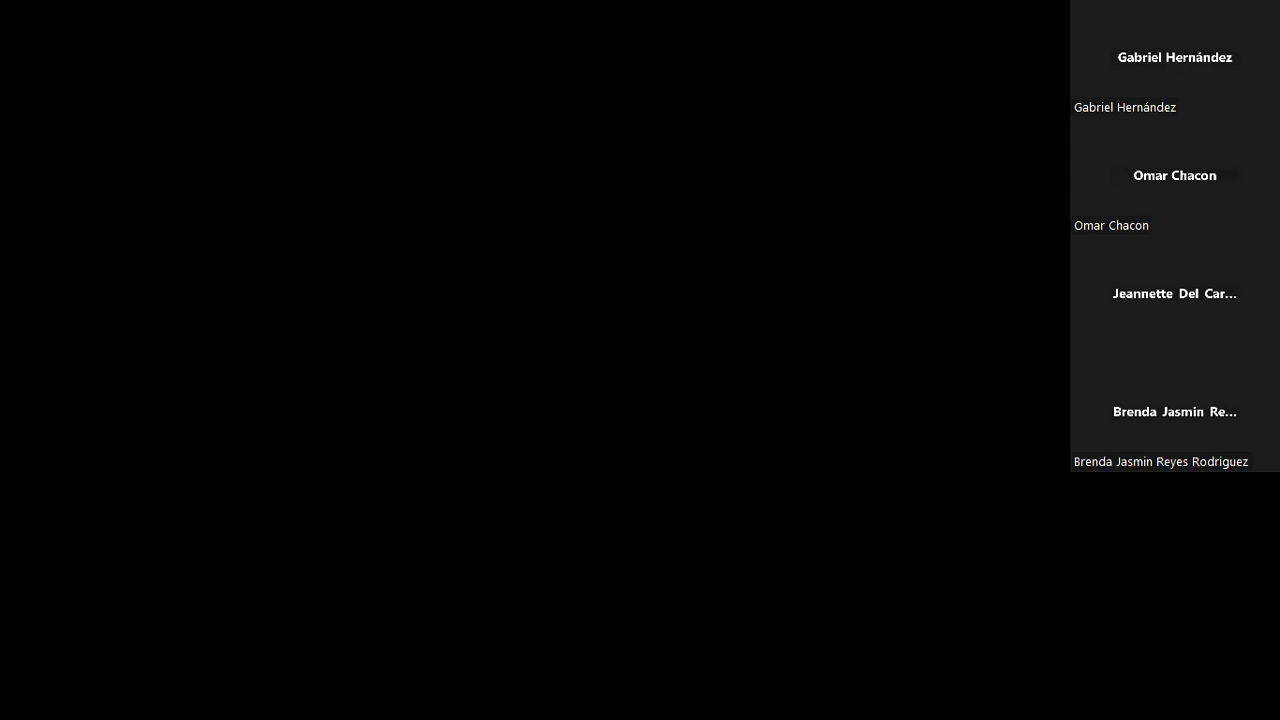 Gabriel Hernández
Gabriel Hernández
Omar Chacon
Omar Chacon
Jeannette Del Car...
Brenda Jasmin Re...
Brenda Jasmin Reyes Rodriguez